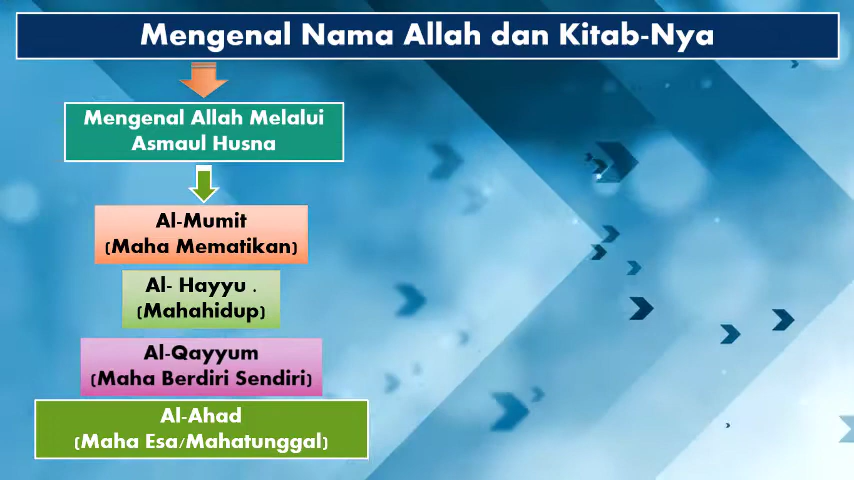 Mengenal Nama Allah dan Kitab-Nya
Mengenal Allah Melalui
Asmaul Husna
Al-Mumit
(Maha Mematikan)
Al- Hayyu .
(Mahahidup)
Al-Qayyum
(Maha Berdiri Sendiri)
Al-Ahad
(Maha Esa/Mahatunggal)